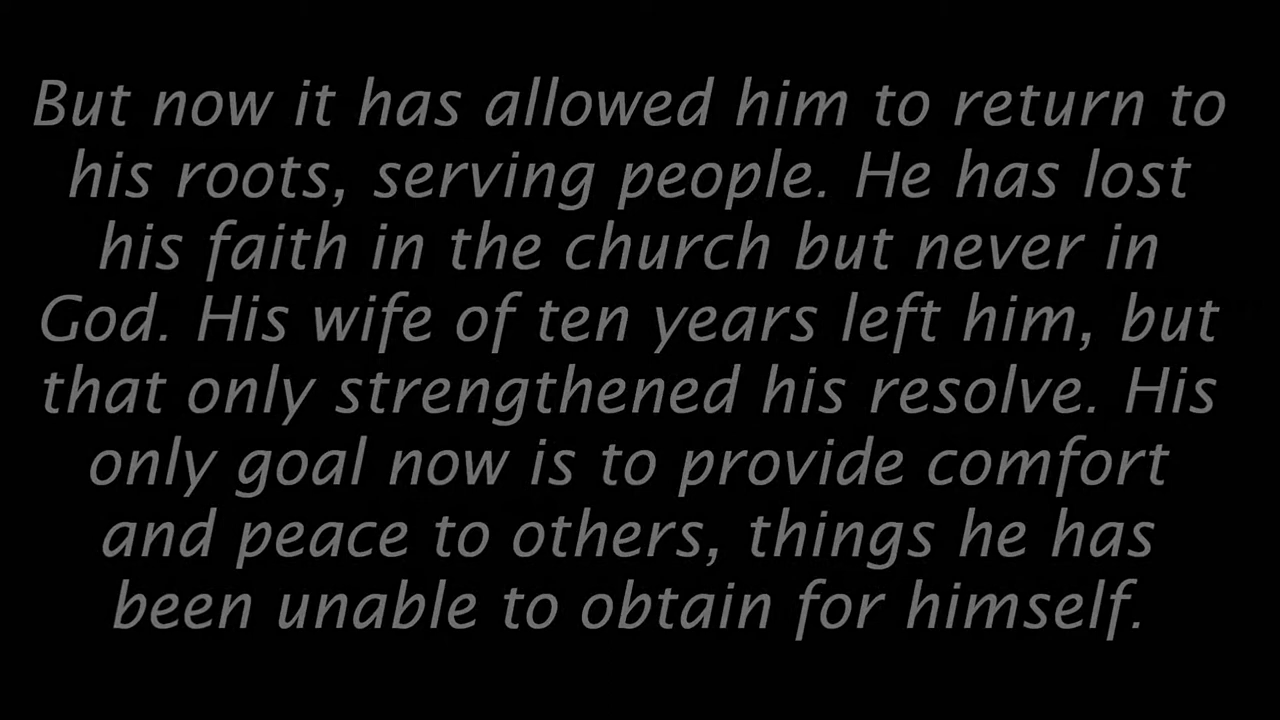 But now it has allowed him to return to
his roots, serving people. He has lost
his faith in the church but never in
God. His wife of ten years left him, but
that only strengthened his resolve. His
only goal now is to provide comfort
and peace to others, things he has
been unable to obtain for himself.